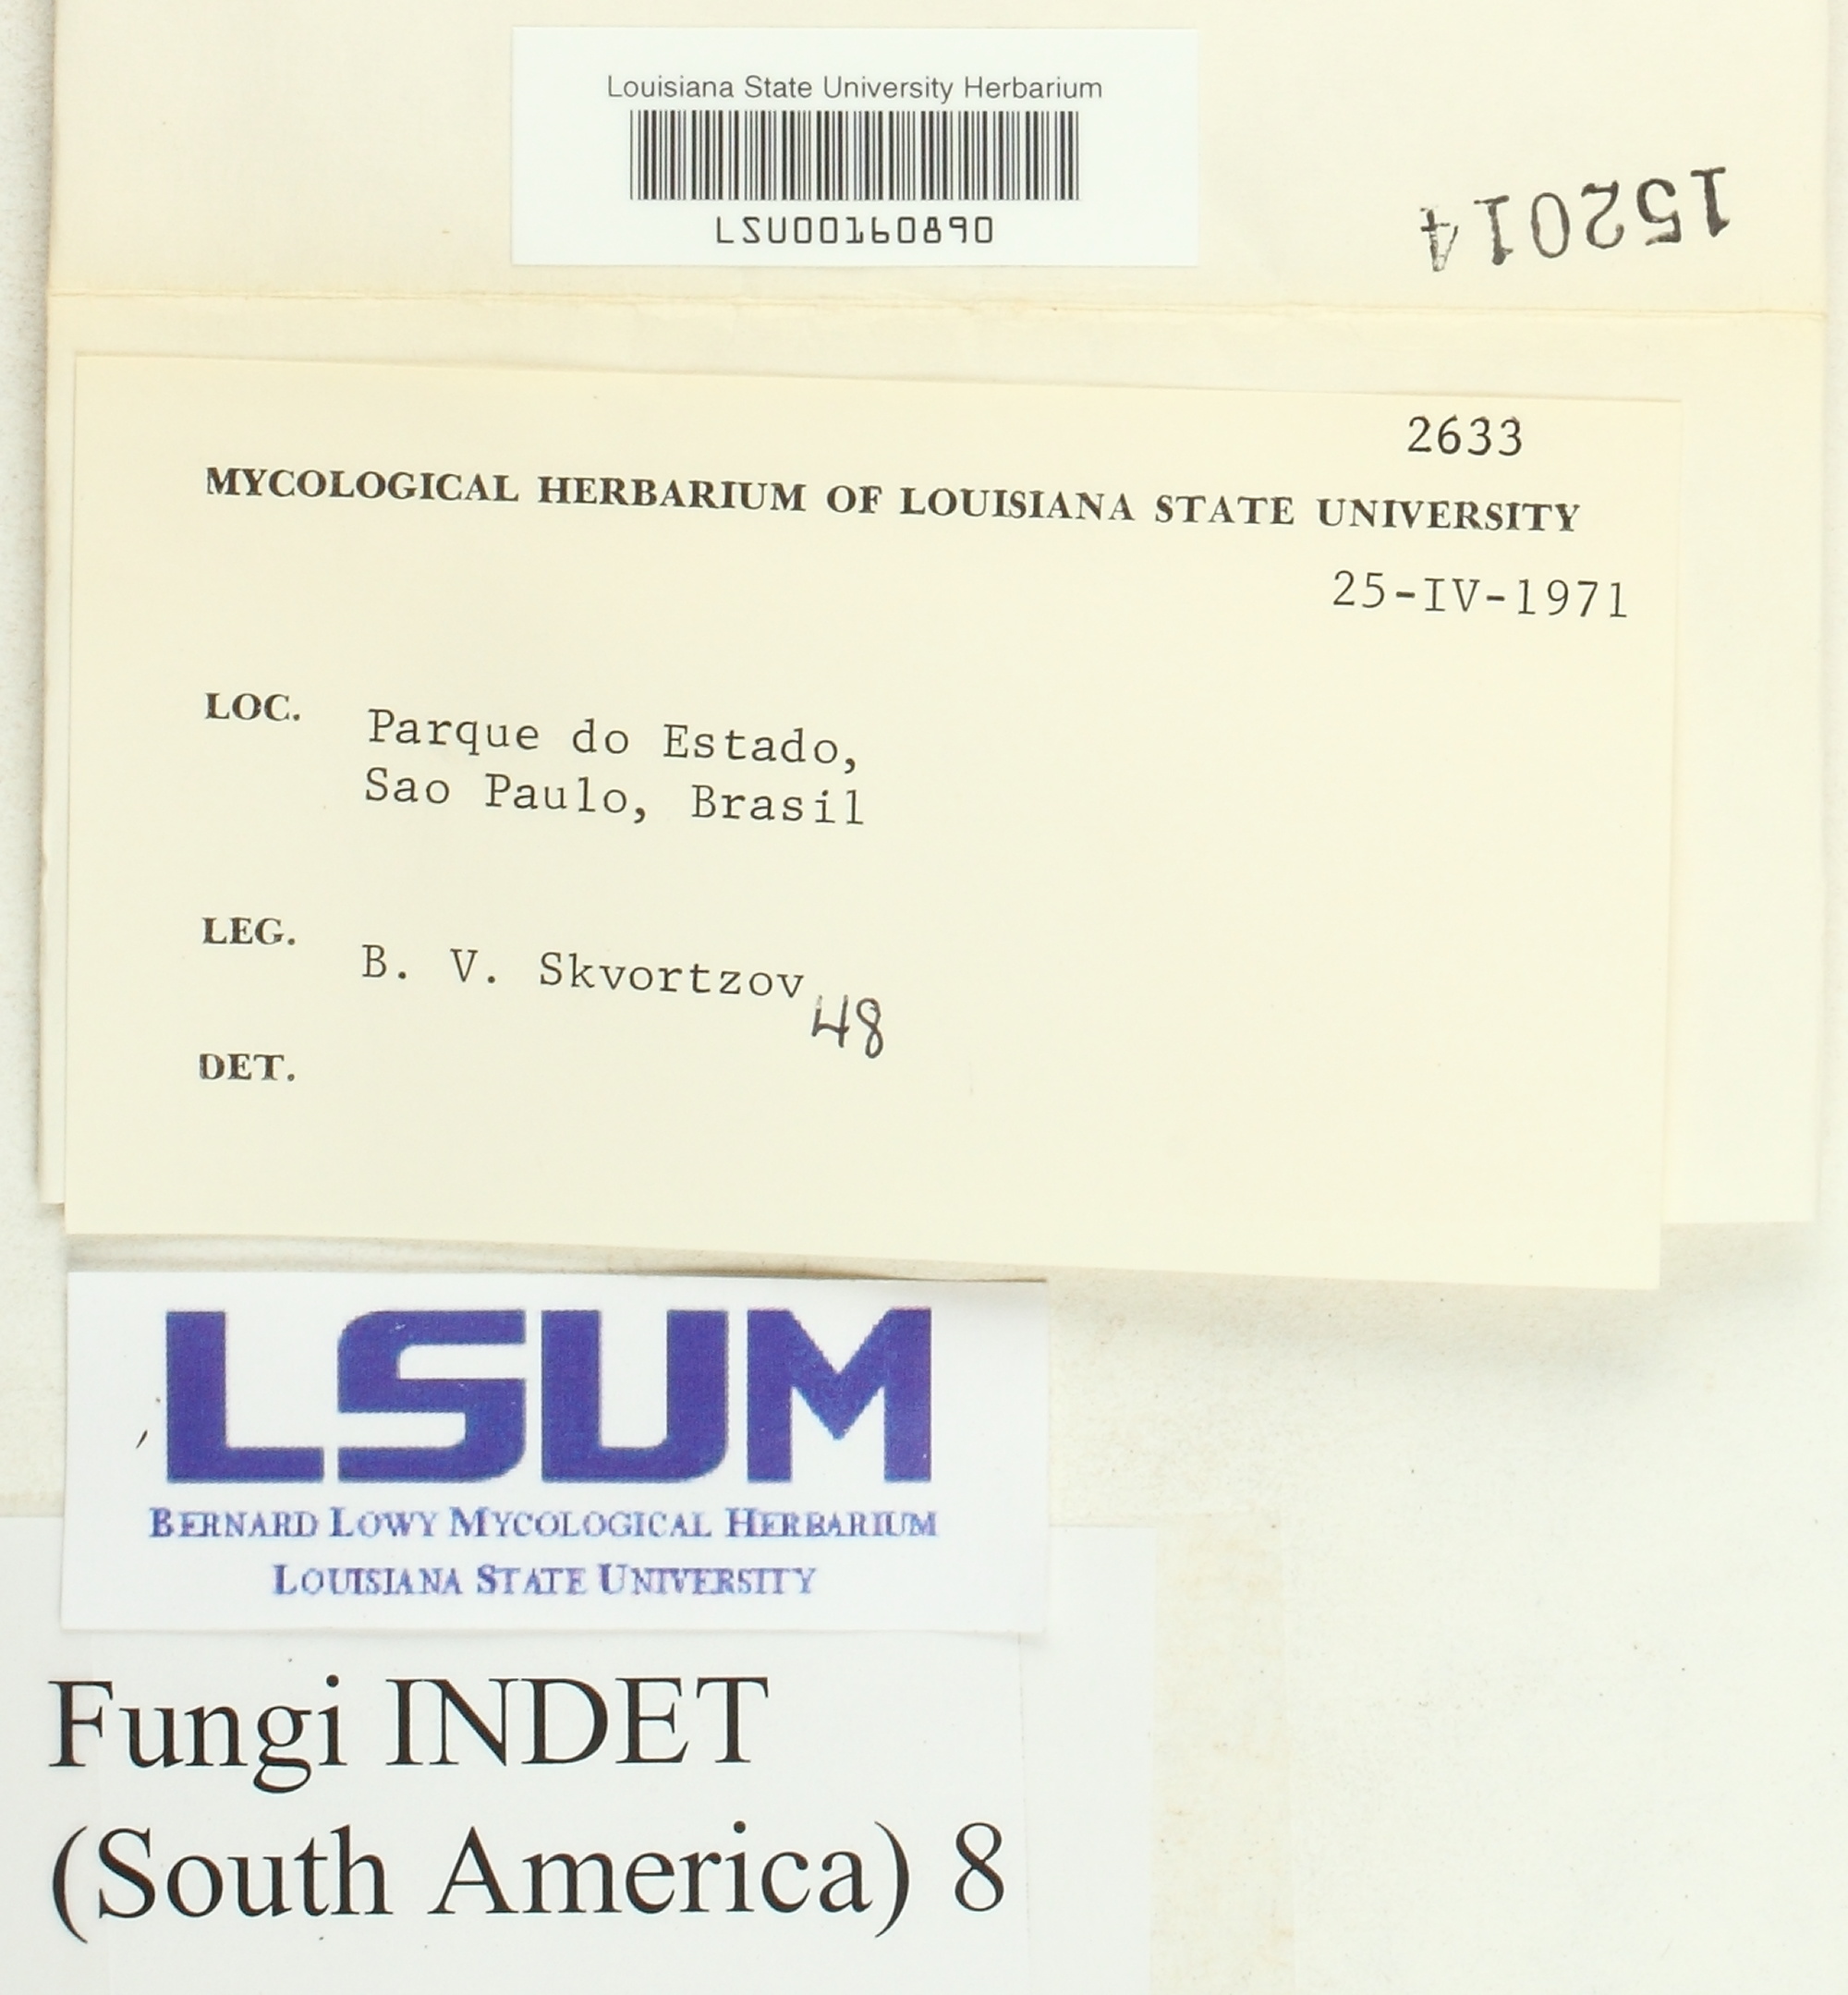 Louisiana State University Herbarium
LSU00160890
152014
2633
MYCOLOGICAL HERBARIUM OF LOUISIANA STATE UNIVERSITY
25-IV-1971
LOC. Parque do Estado,
Sao Paulo, Brasil
LEG. B. V. Skvortzov 48
DET.
LSUM
BERNARD LOWY MYCOLOGICAL HERBARIUM
LOUISIANA STATE UNIVERSITY
Fungi INDET
(South America) 8